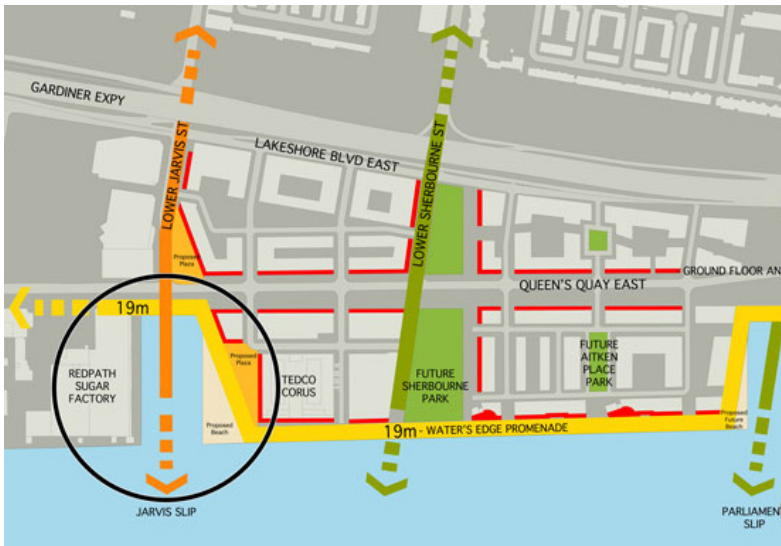 GARDINER EXPY
LOWER JARVIS ST
LAKESHORE BLVD EAST
LOWER SHERBOURNE ST
Proposed
Plaza
GROUND FLOOR AN
QUEEN'S QUAY EAST
19m
REDPATH
SUGAR
FACTORY
Proposed
Plaza
TEDCO
CORUS
FUTURE
SHERBOURNE
PARK
FUTURE
AITKEN
PLACE
PARK
Proposed
Beach
19m - WATER'S EDGE PROMENADE
Proposed
Future
Beach
JARVIS SLIP
PARLIAMEN
SLIP